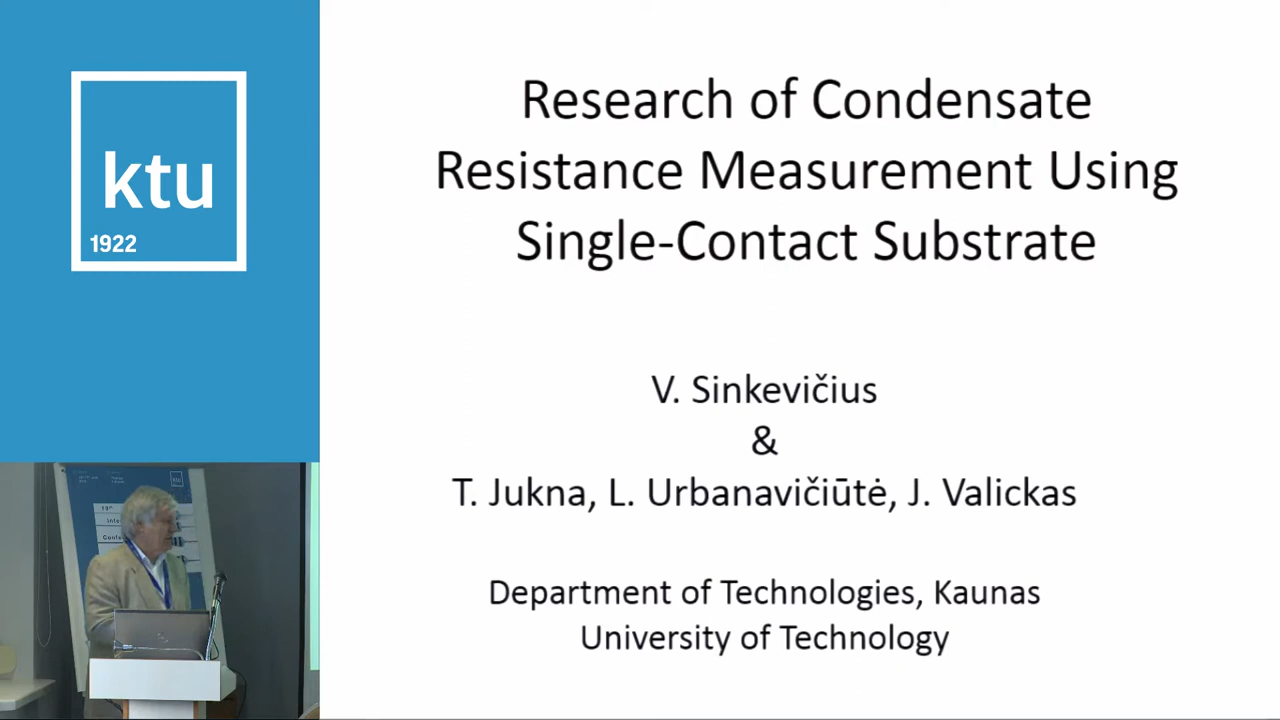 ktu
1922
Research of Condensate
Resistance Measurement Using
Single-Contact Substrate
V. Sinkevičius
&
T. Jukna, L. Urbanavičiūtė, J. Valickas
Department of Technologies, Kaunas
University of Technology
ktu